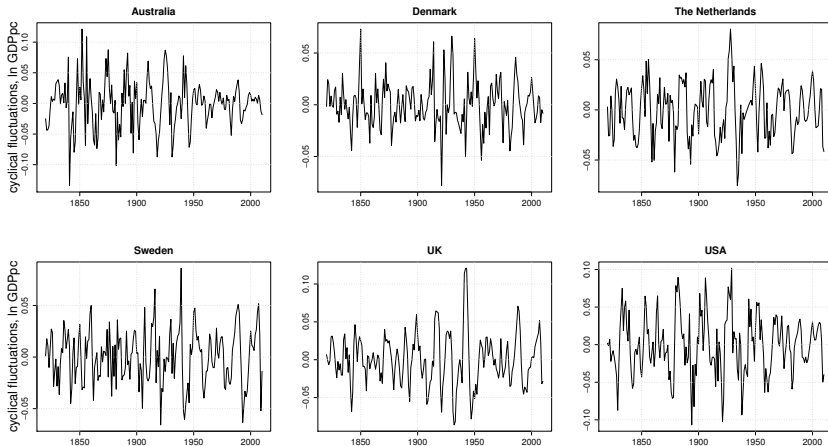 Australia
Denmark
The Netherlands
cyclical fluctuations, ln GDPpc
-0.10 -0.05 0.00 0.05 0.10
-0.05 0.00 0.05
-0.05 0.00 0.05
1850 1900 1950 2000
1850 1900 1950 2000
1850 1900 1950 2000
Sweden
UK
USA
cyclical fluctuations, ln GDPpc
-0.05 0.00 0.05
-0.05 0.00 0.05 0.10
-0.10 -0.05 0.00 0.05 0.10
1850 1900 1950 2000
1850 1900 1950 2000
1850 1900 1950 2000